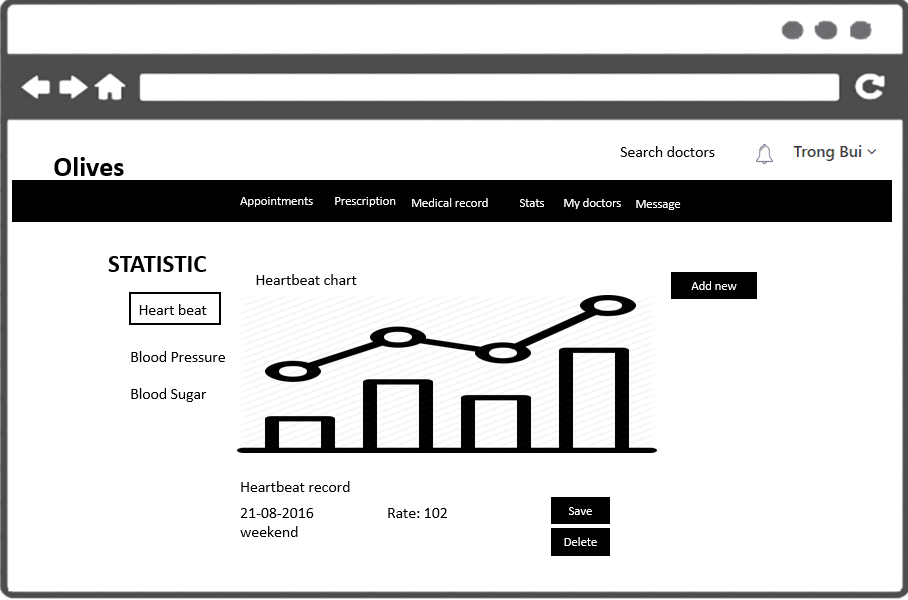 Search doctors
Trong Bui
Olives
Appointments Prescription Medical record Stats My doctors Message
STATISTIC
Heartbeat chart
Add new
Heart beat
Blood Pressure
Blood Sugar
Heartbeat record
21-08-2016 Rate: 102
weekend
Save
Delete